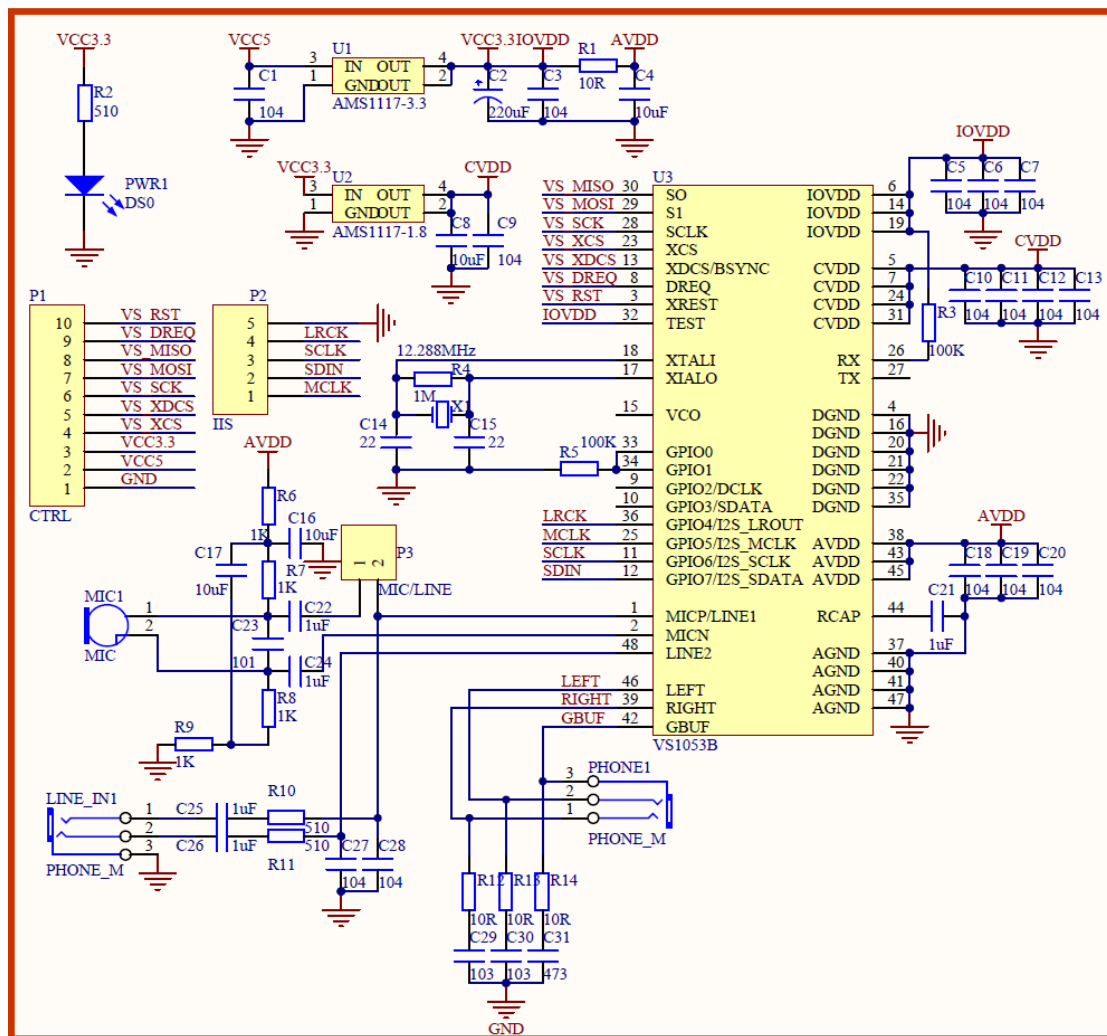 VCC3.3
R2
510
PWR1
DS0
VCC5
C1
104
U1
3 IN OUT 4
1 GNDOUT 2
AMS1117-3.3
VCC3.3
IOVDD
AVDD
C2
220uF
C3
104
R1
10R
C4
10uF
VCC3.3
U2
3 IN OUT 4
1 GNDOUT 2
AMS1117-1.8
CVDD
C8
10uF
C9
104
P1
10 VS_RST
9 VS_DREQ
8 VS_MISO
7 VS_MOSI
6 VS_SCK
5 VS_XDCS
4 VS_XCS
3 VCC3.3
2 VCC5
1 GND
CTRL
P2
5
4 LRCK
3 SCLK
2 SDIN
1 MCLK
IIS
U3
VS_MISO 30 SO
VS_MOSI 29 S1
VS_SCK 28 SCLK
VS_XCS 23 XCS
VS_XDCS 13 XDCS/BSYNC
VS_DREQ 8 DREQ
VS_RST 3 XREST
IOVDD 32 TEST
18 XTALI
17 XIALO
15 VCO
33 GPIO0
34 GPIO1
9 GPIO2/DCLK
10 GPIO3/SDATA
LRCK 36 GPIO4/I2S_LROUT
MCLK 25 GPIO5/I2S_MCLK
SCLK 11 GPIO6/I2S_SCLK
SDIN 12 GPIO7/I2S_SDATA
1 MICP/LINE1
2 MICN
48 LINE2
LEFT 46 LEFT
RIGHT 39 RIGHT
GBUF 42 GBUF
VS1053B
IOVDD 6
IOVDD 14
IOVDD 19
CVDD 5
CVDD 7
CVDD 24
CVDD 31
RX 26
TX 27
DGND 4
DGND 16
DGND 20
DGND 21
DGND 22
DGND 35
AVDD 38
AVDD 43
AVDD 45
RCAP 44
AGND 37
AGND 40
AGND 41
AGND 47
IOVDD
C5 C6 C7
104 104 104
CVDD
C10 C11 C12 C13
104 104 104 104
R3
100K
AVDD
C18 C19 C20
104 104 104
C21
1uF
12.288MHz
R4
1M
X1
C14
22
C15
22
R5
100K
AVDD
R6
1K
C16
10uF
C17
10uF
R7
1K
P3
1 2
MIC/LINE
MIC1
1
2
MIC
C22
1uF
C23
101
C24
1uF
R8
1K
R9
1K
LINE_IN1
1
2
3
PHONE_M
C25
1uF
C26
1uF
R10
510
510
R11
C27
104
C28
104
PHONE1
3
2
1
PHONE_M
R12 R13 R14
10R 10R 10R
C29 C30 C31
103 103 473
GND